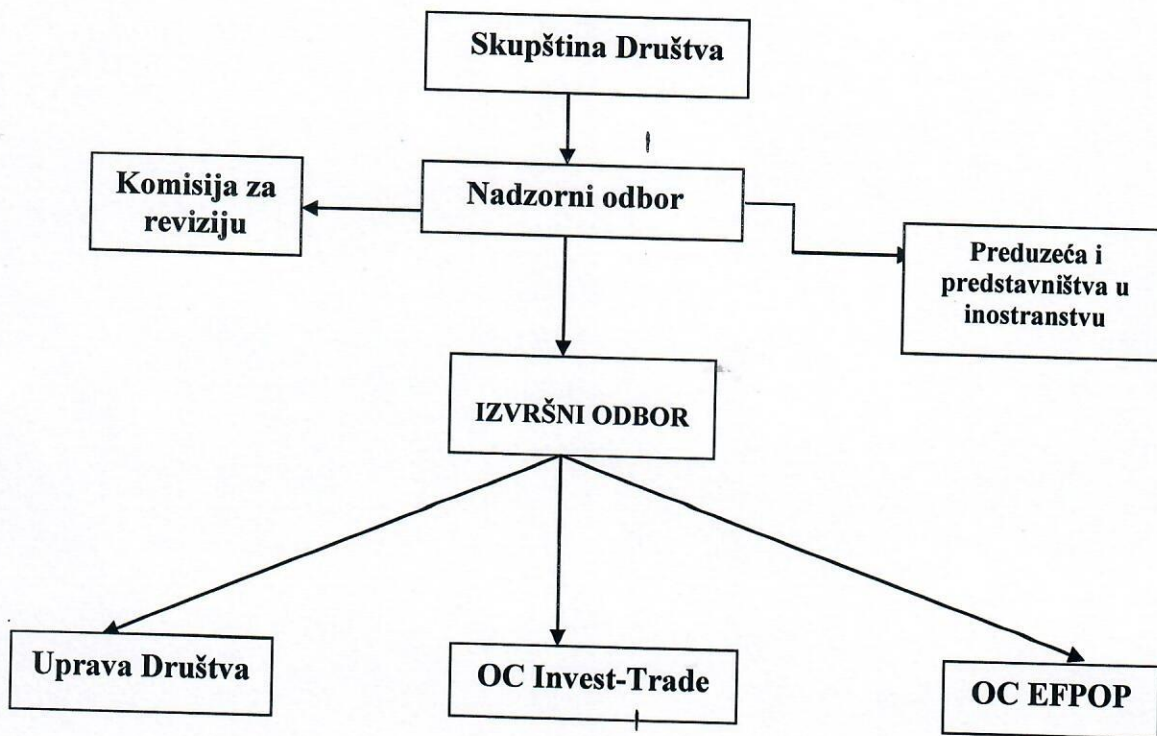 Skupština Društva
Komisija za
reviziju
Nadzorni odbor
Preduzeća i
predstavništva u
inostranstvu
IZVRŠNI ODBOR
Uprava Društva
OC Invest-Trade
OC EFPOP